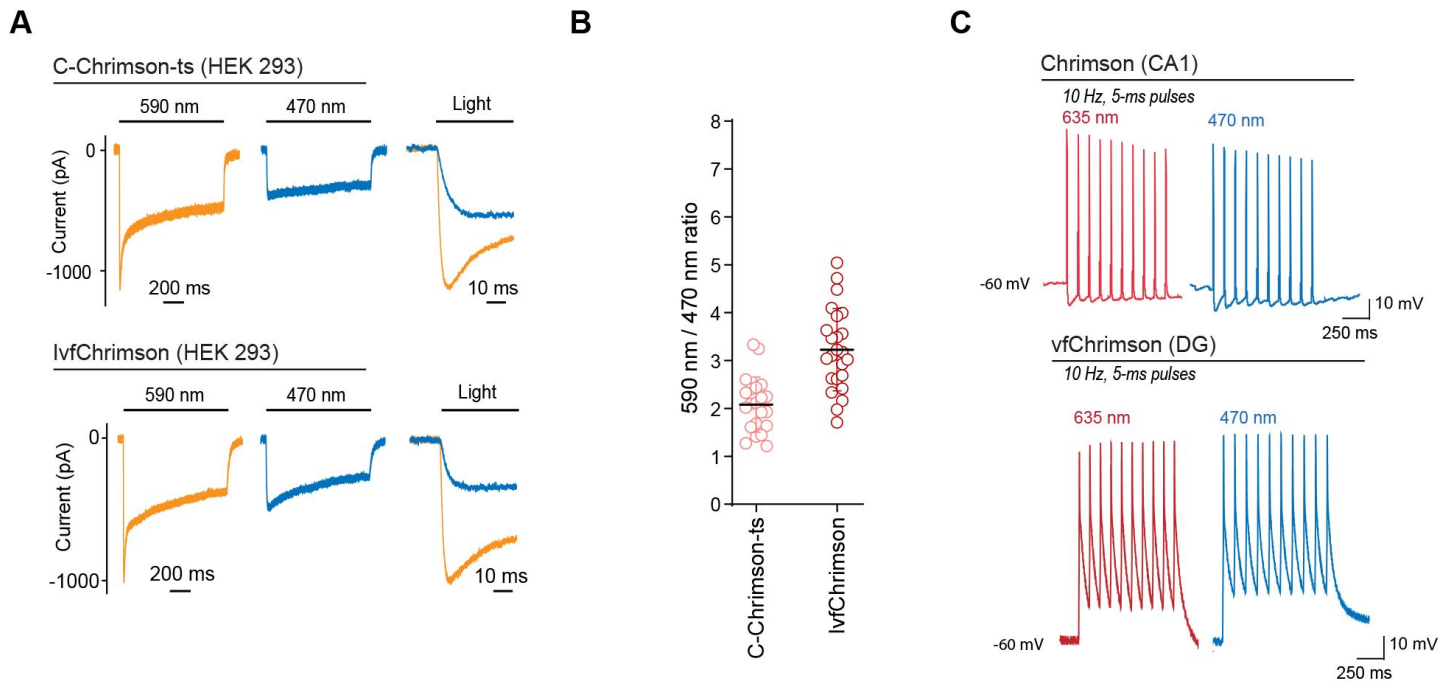 A
C-Chrimson-ts (HEK 293)
590 nm
470 nm
Light
0
Current (pA)
-1000
200 ms
10 ms
IvfChrimson (HEK 293)
590 nm
470 nm
Light
0
Current (pA)
-1000
200 ms
10 ms
B
8
7
6
5
4
3
2
1
0
590 nm / 470 nm ratio
C-Chrimson-ts
IvfChrimson
C
Chrimson (CA1)
10 Hz, 5-ms pulses
635 nm
470 nm
-60 mV
10 mV
250 ms
vfChrimson (DG)
10 Hz, 5-ms pulses
635 nm
470 nm
-60 mV
10 mV
250 ms